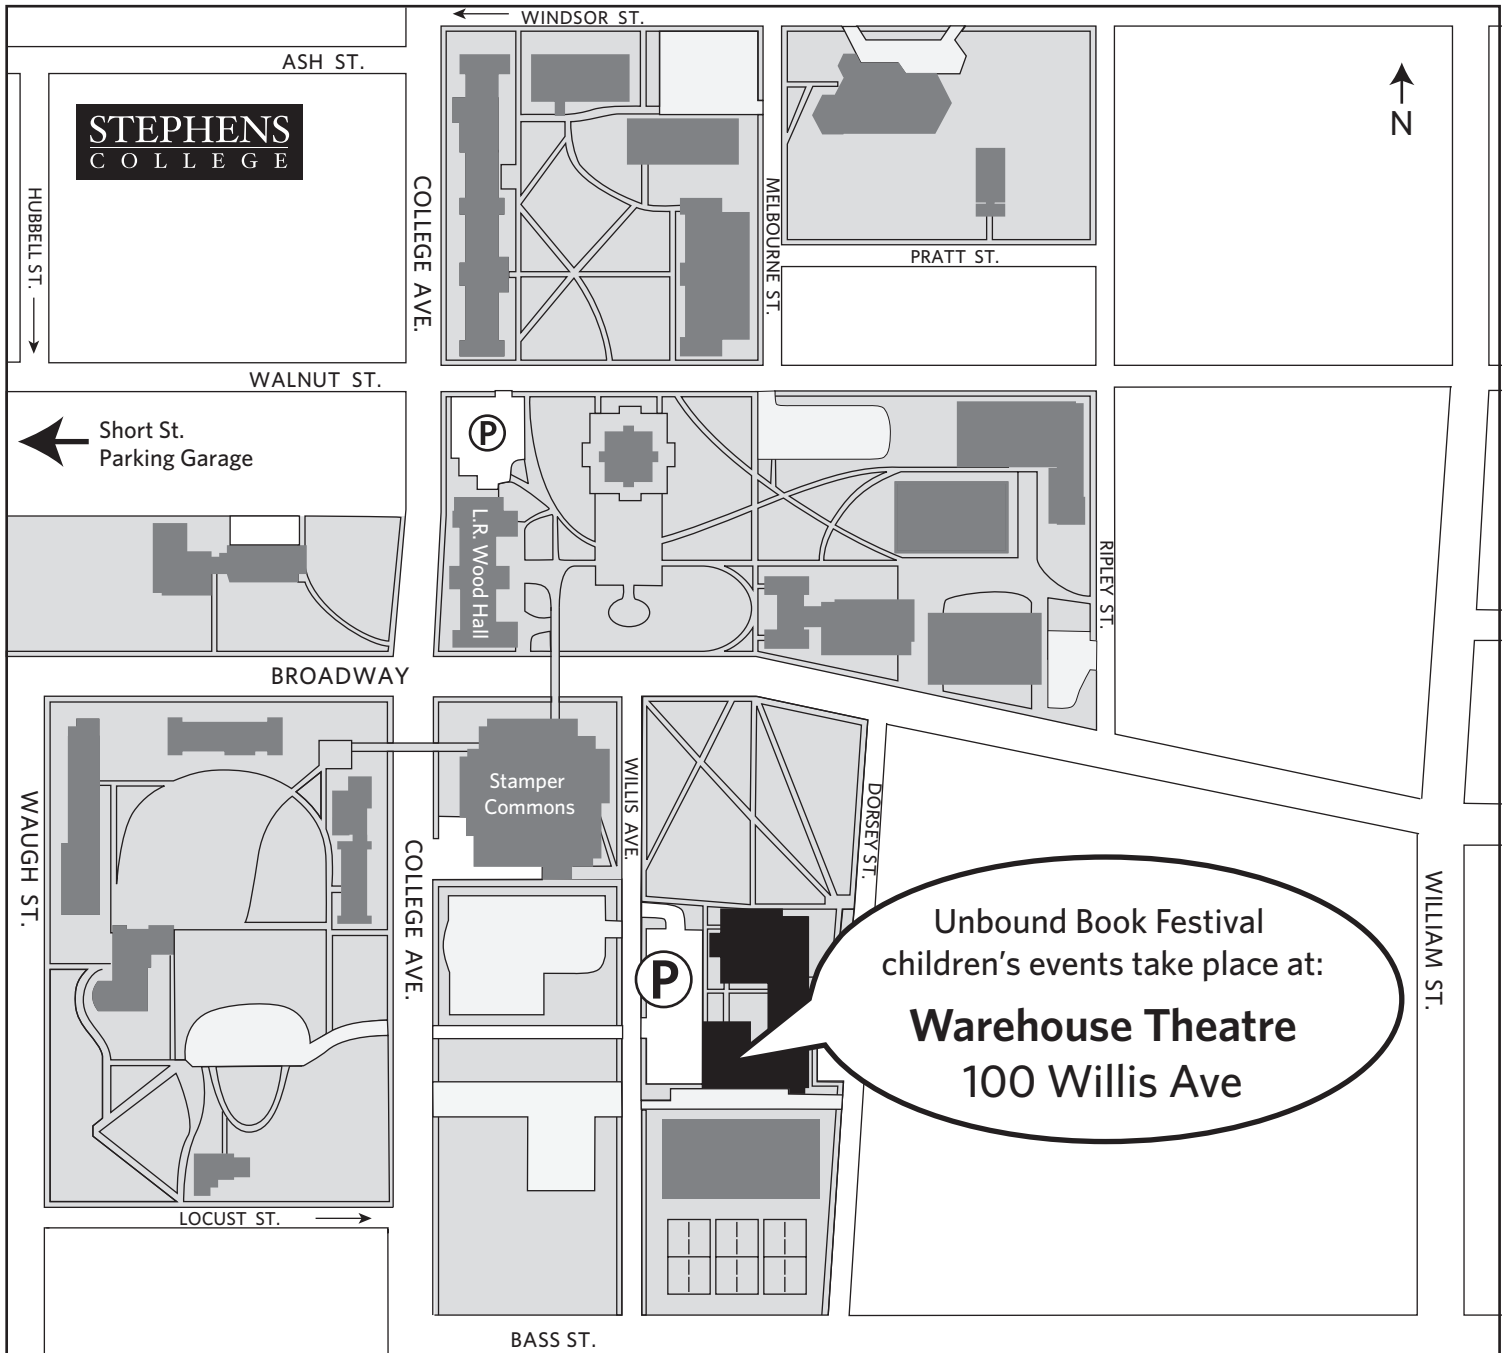 WINDSOR ST.
ASH ST.
STEPHENS
COLLEGE
N
HUBBELL ST.
COLLEGE AVE.
MELBOURNE ST.
PRATT ST.
WALNUT ST.
Short St.
Parking Garage
P
L.R. Wood Hall
RIPLEY ST.
BROADWAY
Stamper
Commons
WILLIS AVE.
DORSEY ST.
WAUGH ST.
COLLEGE AVE.
WILLIAM ST.
P
Unbound Book Festival
children's events take place at:
Warehouse Theatre
100 Willis Ave
LOCUST ST.
BASS ST.